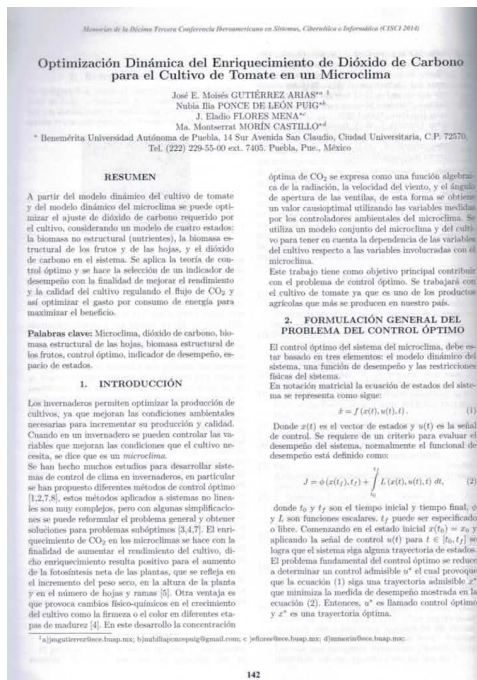 Memorias de la Décima Tercera Conferencia Iberoamericana en Sistemas, Cibernética e Informática (CISCI 2014)
Optimización Dinámica del Enriquecimiento de Dióxido de Carbono
para el Cultivo de Tomate en un Microclima
José E. Moisés GUTIÉRREZ ARIAS*a 1
Nubia Ilia PONCE DE LEÓN PUIG*b
J. Eladio FLORES MENA*c
Ma. Montserrat MORÍN CASTILLO*d
* Benemérita Universidad Autónoma de Puebla, 14 Sur Avenida San Claudio, Ciudad Universitaria, C.P. 72570,
Tel. (222) 229-55-00 ext. 7405. Puebla, Pue., México
RESUMEN
A partir del modelo dinámico del cultivo de tomate
y del modelo dinámico del microclima se puede opti-
mizar el ajuste de dióxido de carbono requerido por
el cultivo, considerando un modelo de cuatro estados:
la biomasa no estructural (nutrientes), la biomasa es-
tructural de los frutos y de las hojas, y el dióxido
de carbono en el sistema. Se aplica la teoría de con-
trol óptimo y se hace la selección de un indicador de
desempeño con la finalidad de mejorar el rendimiento
y la calidad del cultivo regulando el flujo de CO2 y
así optimizar el gasto por consumo de energía para
maximizar el beneficio.
Palabras clave: Microclima, dióxido de carbono, bio-
masa estructural de las hojas, biomasa estructural de
los frutos, control óptimo, indicador de desempeño, es-
pacio de estados.
1. INTRODUCCIÓN
Los invernaderos permiten optimizar la producción de
cultivos, ya que mejoran las condiciones ambientales
necesarias para incrementar su producción y calidad.
Cuando en un invernadero se pueden controlar las va-
riables que mejoran las condiciones que el cultivo ne-
cesita, se dice que es un microclima.
Se han hecho muchos estudios para desarrollar siste-
mas de control de clima en invernaderos, en particular
se han propuesto diferentes métodos de control óptimo
[1,2,7,8], estos métodos aplicados a sistemas no linea-
les son muy complejos, pero con algunas simplificacio-
nes se puede reformular el problema general y obtener
soluciones para problemas subóptimos [3,4,7]. El enri-
quecimiento de CO2 en los microclimas se hace con la
finalidad de aumentar el rendimiento del cultivo, di-
cho enriquecimiento resulta positivo para el aumento
de la fotosíntesis neta de las plantas, que se refleja en
el incremento del peso seco, en la altura de la planta
y en el número de hojas y ramas [5]. Otra ventaja es
que provoca cambios físico-químicos en el crecimiento
del cultivo como la firmeza o el color en diferentes eta-
pas de madurez [4]. En este desarrollo la concentración
óptima de CO2 se expresa como una función algebrai-
ca de la radiación, la velocidad del viento, y el ángulo
de apertura de las ventilas, de esta forma se obtiene
un valor causióptimal utilizando las variables medidas
por los controladores ambientales del microclima. Se
utiliza un modelo conjunto del microclima y del culti-
vo para tener en cuenta la dependencia de las variables
del cultivo respecto a las variables involucradas con el
microclima.
Este trabajo tiene como objetivo principal contribuir
con el problema de control óptimo. Se trabajará con
el cultivo de tomate ya que es uno de los productos
agrícolas que más se producen en nuestro país.
2. FORMULACIÓN GENERAL DEL
PROBLEMA DEL CONTROL ÓPTIMO
El control óptimo del sistema del microclima, debe es-
tar basado en tres elementos: el modelo dinámico del
sistema, una función de desempeño y las restricciones
físicas del sistema.
En notación matricial la ecuación de estados del siste-
ma se representa como sigue:
ẋ = f (x(t), u(t), t) . (1)
Donde x(t) es el vector de estados y u(t) es la señal
de control. Se requiere de un criterio para evaluar el
desempeño del sistema, normalmente el funcional de
desempeño está definido como:
J = φ (x(tf), tf) + ∫t0tf L (x(t), u(t), t) dt, (2)
donde t0 y tf son el tiempo inicial y tiempo final, φ
y L son funciones escalares. tf puede ser especificado
o libre. Comenzando en el estado inicial x(t0) = x0 y
aplicando la señal de control u(t) para t ∈ [t0, tf] se
logra que el sistema siga alguna trayectoria de estados.
El problema fundamental del control óptimo se reduce
a determinar un control admisible u* el cual provoque
que la ecuación (1) siga una trayectoria admisible x*
que minimiza la medida de desempeño mostrada en la
ecuación (2). Entonces, u* es llamado control óptimo
y x* es una trayectoria óptima.
1 a)jmgutierrez@ece.buap.mx; b)nubiliaponcepuig@gmail.com; c )eflores@ece.buap.mx; d)mmorin@ece.buap.mx;
142